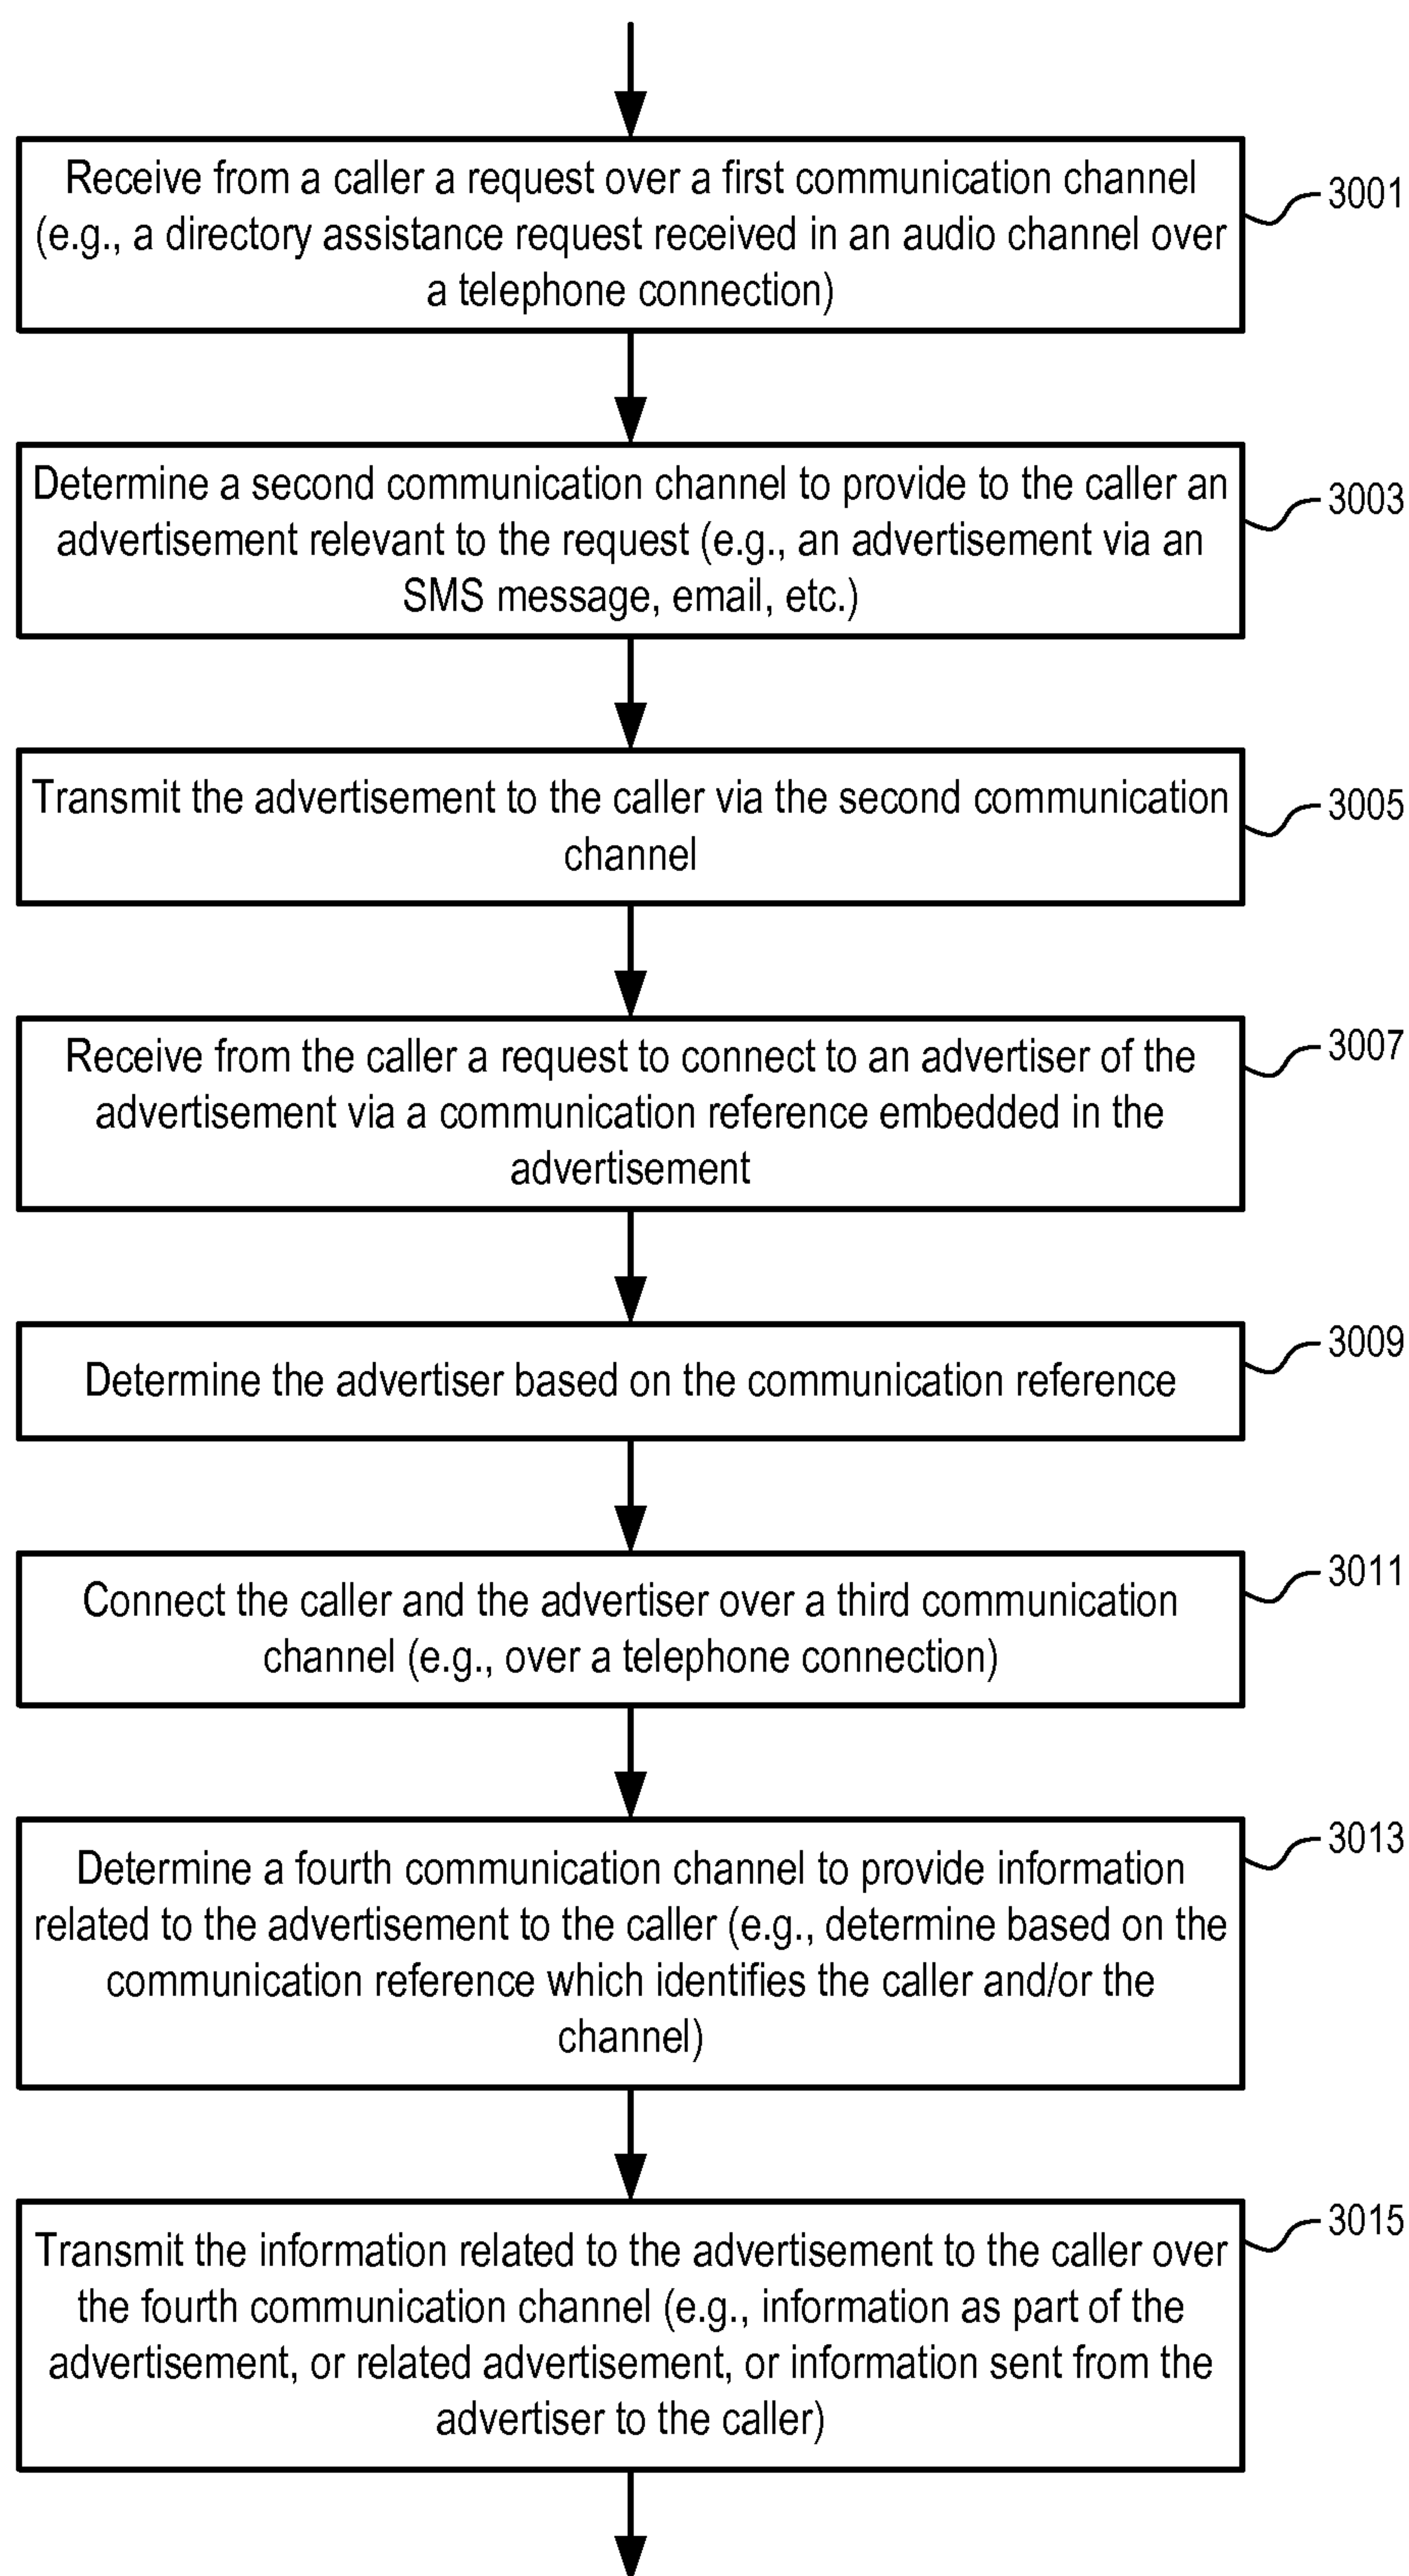 Receive from a caller a request over a first communication channel
(e.g., a directory assistance request received in an audio channel over
a telephone connection)
3001
Determine a second communication channel to provide to the caller an
advertisement relevant to the request (e.g., an advertisement via an
SMS message, email, etc.)
3003
Transmit the advertisement to the caller via the second communication
channel
3005
Receive from the caller a request to connect to an advertiser of the
advertisement via a communication reference embedded in the
advertisement
3007
Determine the advertiser based on the communication reference
3009
Connect the caller and the advertiser over a third communication
channel (e.g., over a telephone connection)
3011
Determine a fourth communication channel to provide information
related to the advertisement to the caller (e.g., determine based on the
communication reference which identifies the caller and/or the
channel)
3013
Transmit the information related to the advertisement to the caller over
the fourth communication channel (e.g., information as part of the
advertisement, or related advertisement, or information sent from the
advertiser to the caller)
3015